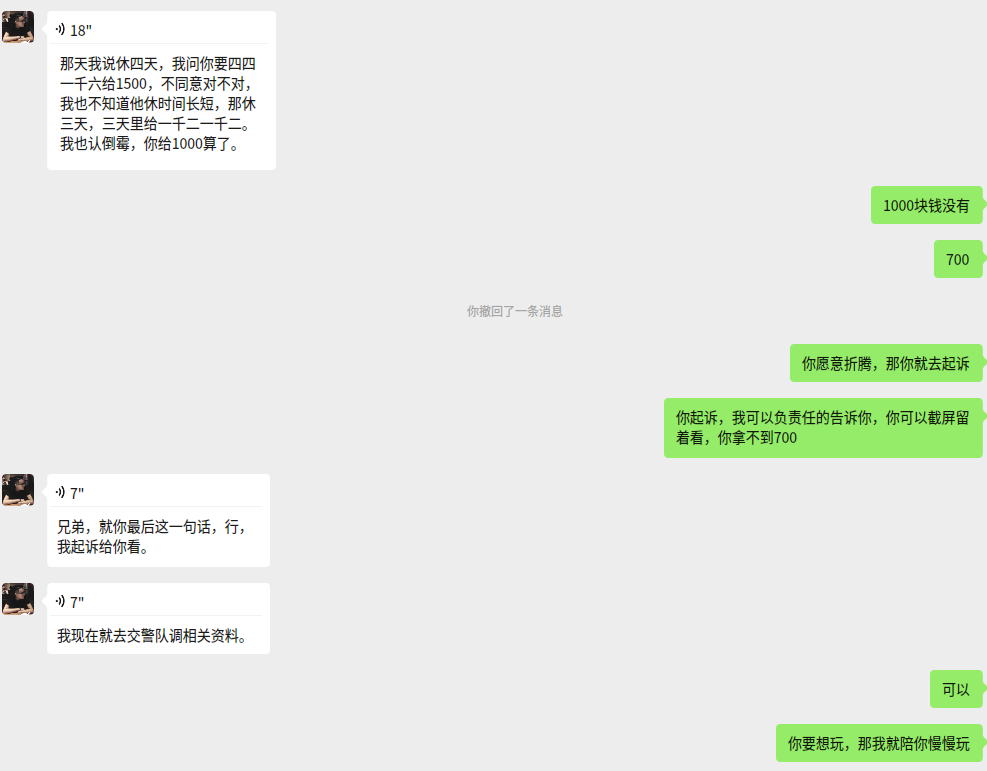 18"
那天我说休四天，我问你要四四
一千六给1500，不同意对不对，
我也不知道他休时间长短，那休
三天，三天里给一千二一千二。
我也认倒霉，你给1000算了。
1000块钱没有
700
你撤回了一条消息
你愿意折腾，那你就去起诉
你起诉，我可以负责任的告诉你，你可以截屏留
着看，你拿不到700
7"
兄弟，就你最后这一句话，行，
我起诉给你看。
7"
我现在就去交警队调相关资料。
可以
你要想玩，那我就陪你慢慢玩